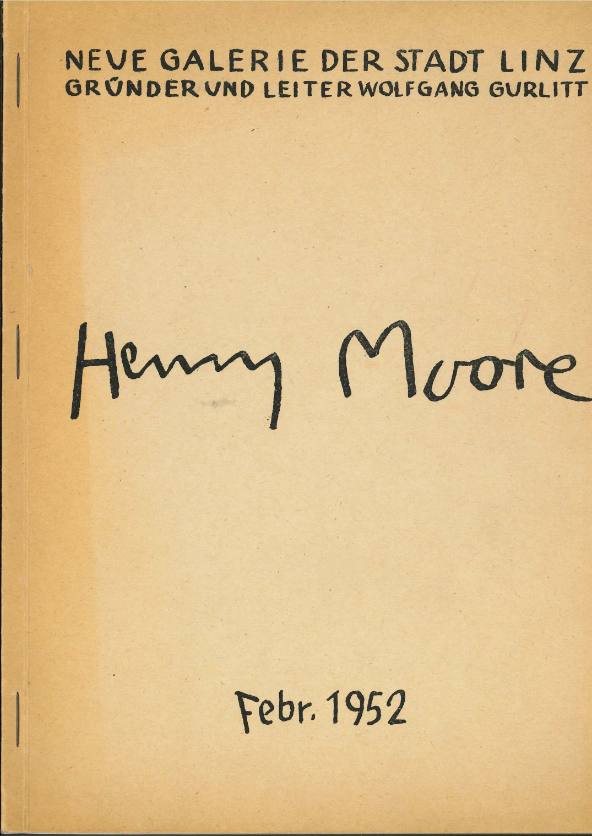 NEUE GALERIE DER STADT LINZ
GRÜNDER UND LEITER WOLFGANG GURLITT
Henry Moore
Febr. 1952